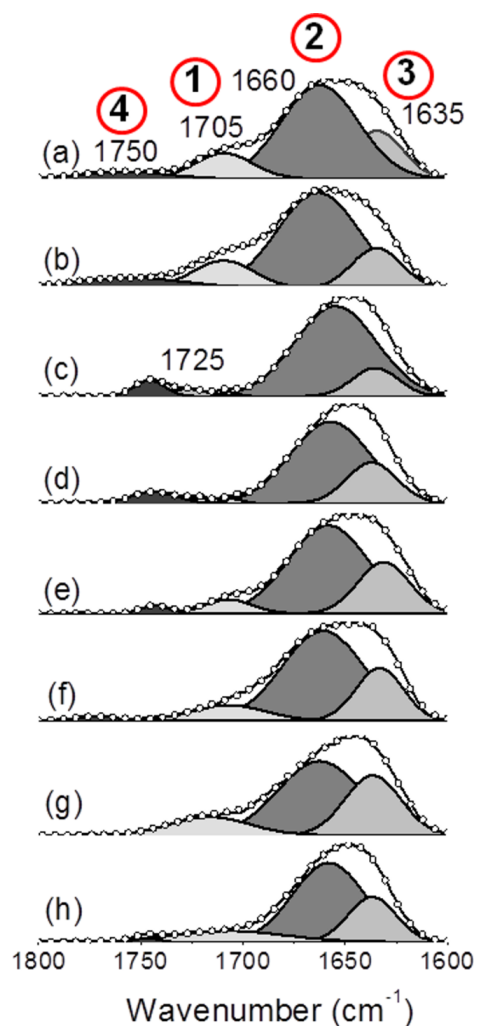 2
1 1660 3
4 1705 1635
(a) 1750
(b)
(c) 1725
(d)
(e)
(f)
(g)
(h)
1800 1750 1700 1650 1600
Wavenumber (cm⁻¹)